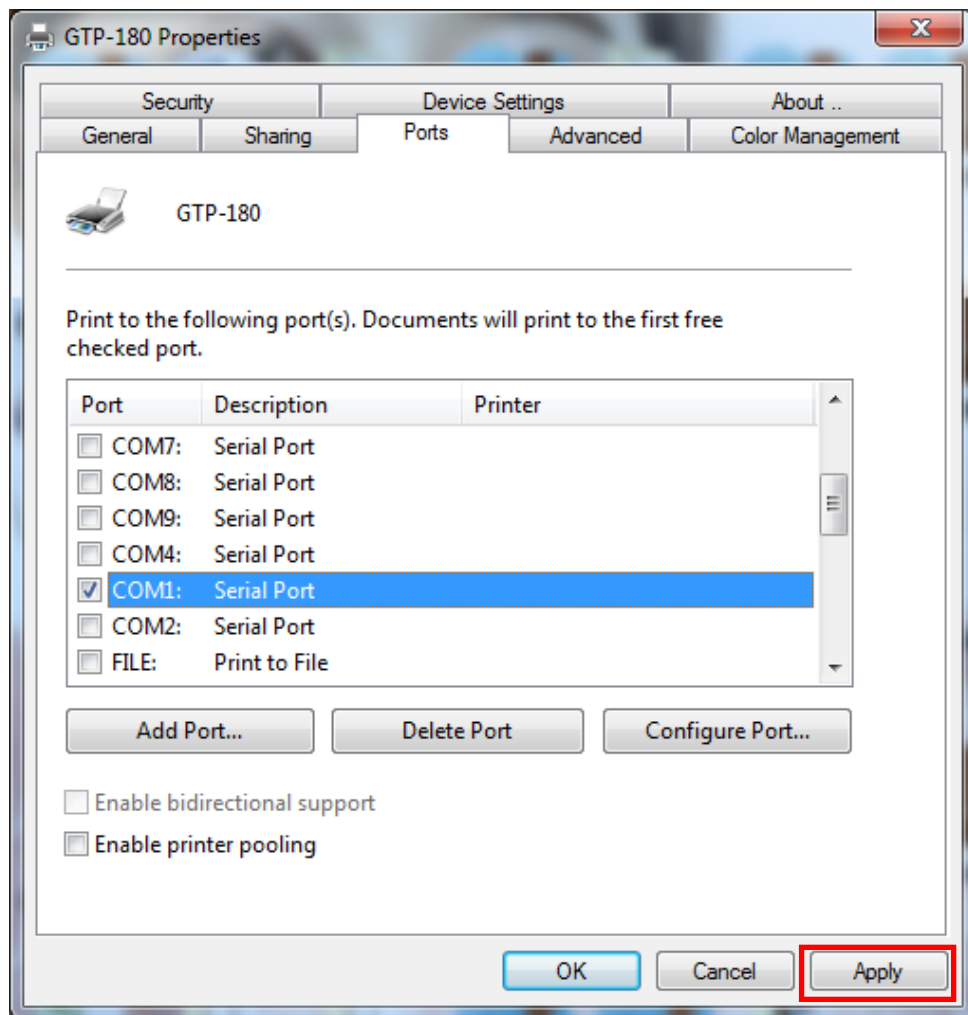 GTP-180 Properties
Security Device Settings About ..
General Sharing Ports Advanced Color Management
GTP-180
Print to the following port(s). Documents will print to the first free
checked port.
Port Description Printer
COM7: Serial Port
COM8: Serial Port
COM9: Serial Port
COM4: Serial Port
COM1: Serial Port
COM2: Serial Port
FILE: Print to File
Add Port... Delete Port Configure Port...
Enable bidirectional support
Enable printer pooling
OK Cancel Apply